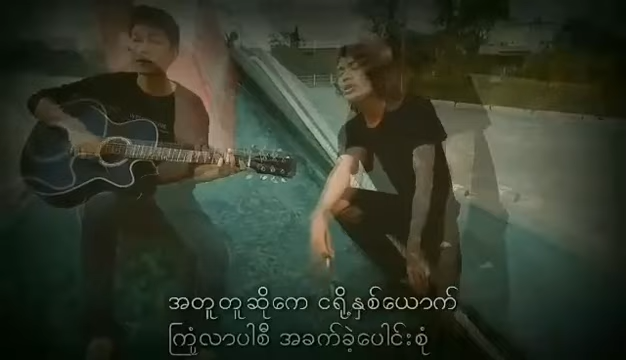 အတူတူဆိုကေ ငရို့နှစ်ယောက်
ကြုံလာပါစီ အခက်ခဲပေါင်းစုံ